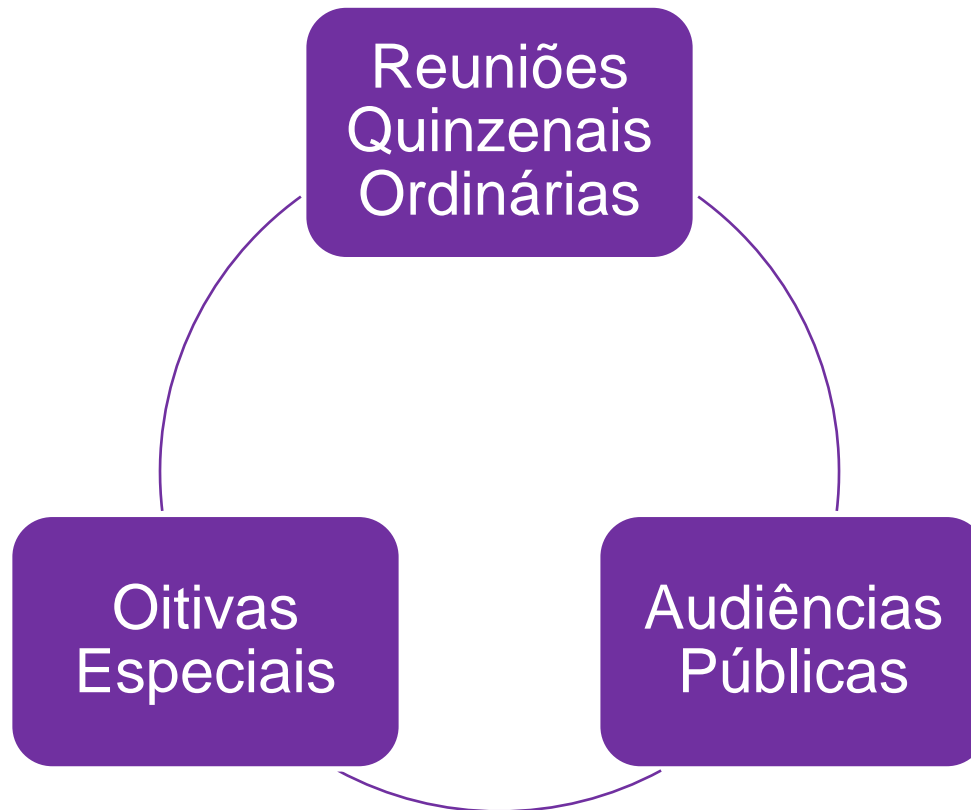 Reuniões
Quinzenais
Ordinárias
Oitivas
Especiais
Audiências
Públicas